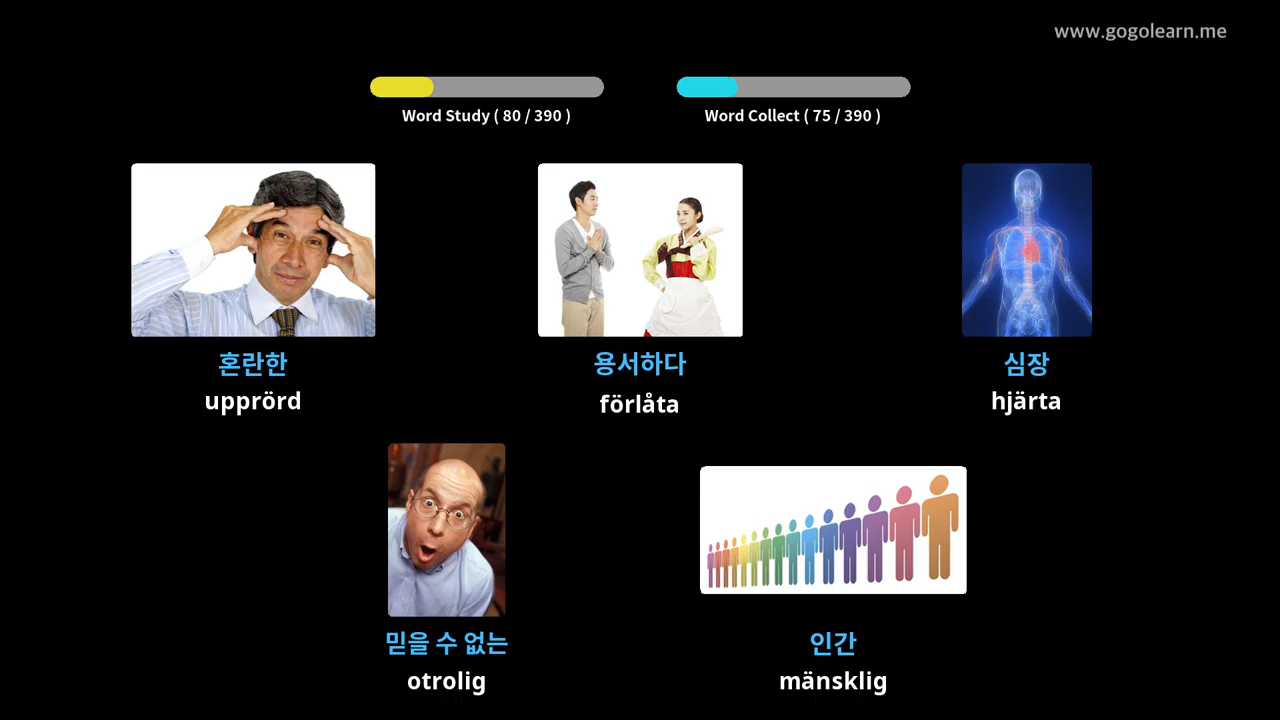 www.gogolearn.me
Word Study ( 80 / 390 )
Word Collect ( 75 / 390 )
혼란한
upprörd
용서하다
förlåta
심장
hjärta
믿을 수 없는
otrolig
인간
mänsklig